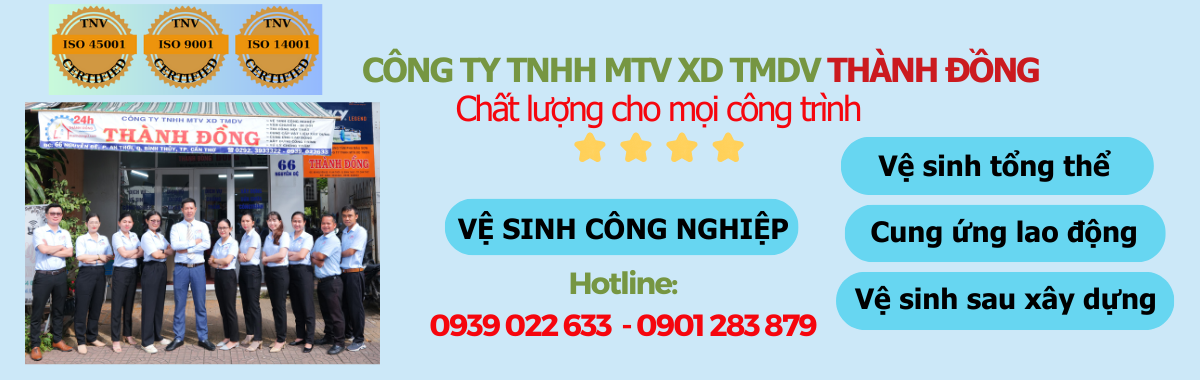 TNV
ISO 45001
CERTIFIED
TNV
ISO 9001
CERTIFIED
TNV
ISO 14001
CERTIFIED
CÔNG TY TNHH MTV XD TMDV THÀNH ĐỒNG
Chất lượng cho mọi công trình
24h
CÔNG TY TNHH MTV XD TMDV
THÀNH ĐỒNG
LEGEND
66
NGUYỄN ĐỆ
THÀNH ĐỒNG
VỆ SINH CÔNG NGHIỆP
Hotline:
0939 022 633 - 0901 283 879
Vệ sinh tổng thể
Cung ứng lao động
Vệ sinh sau xây dựng